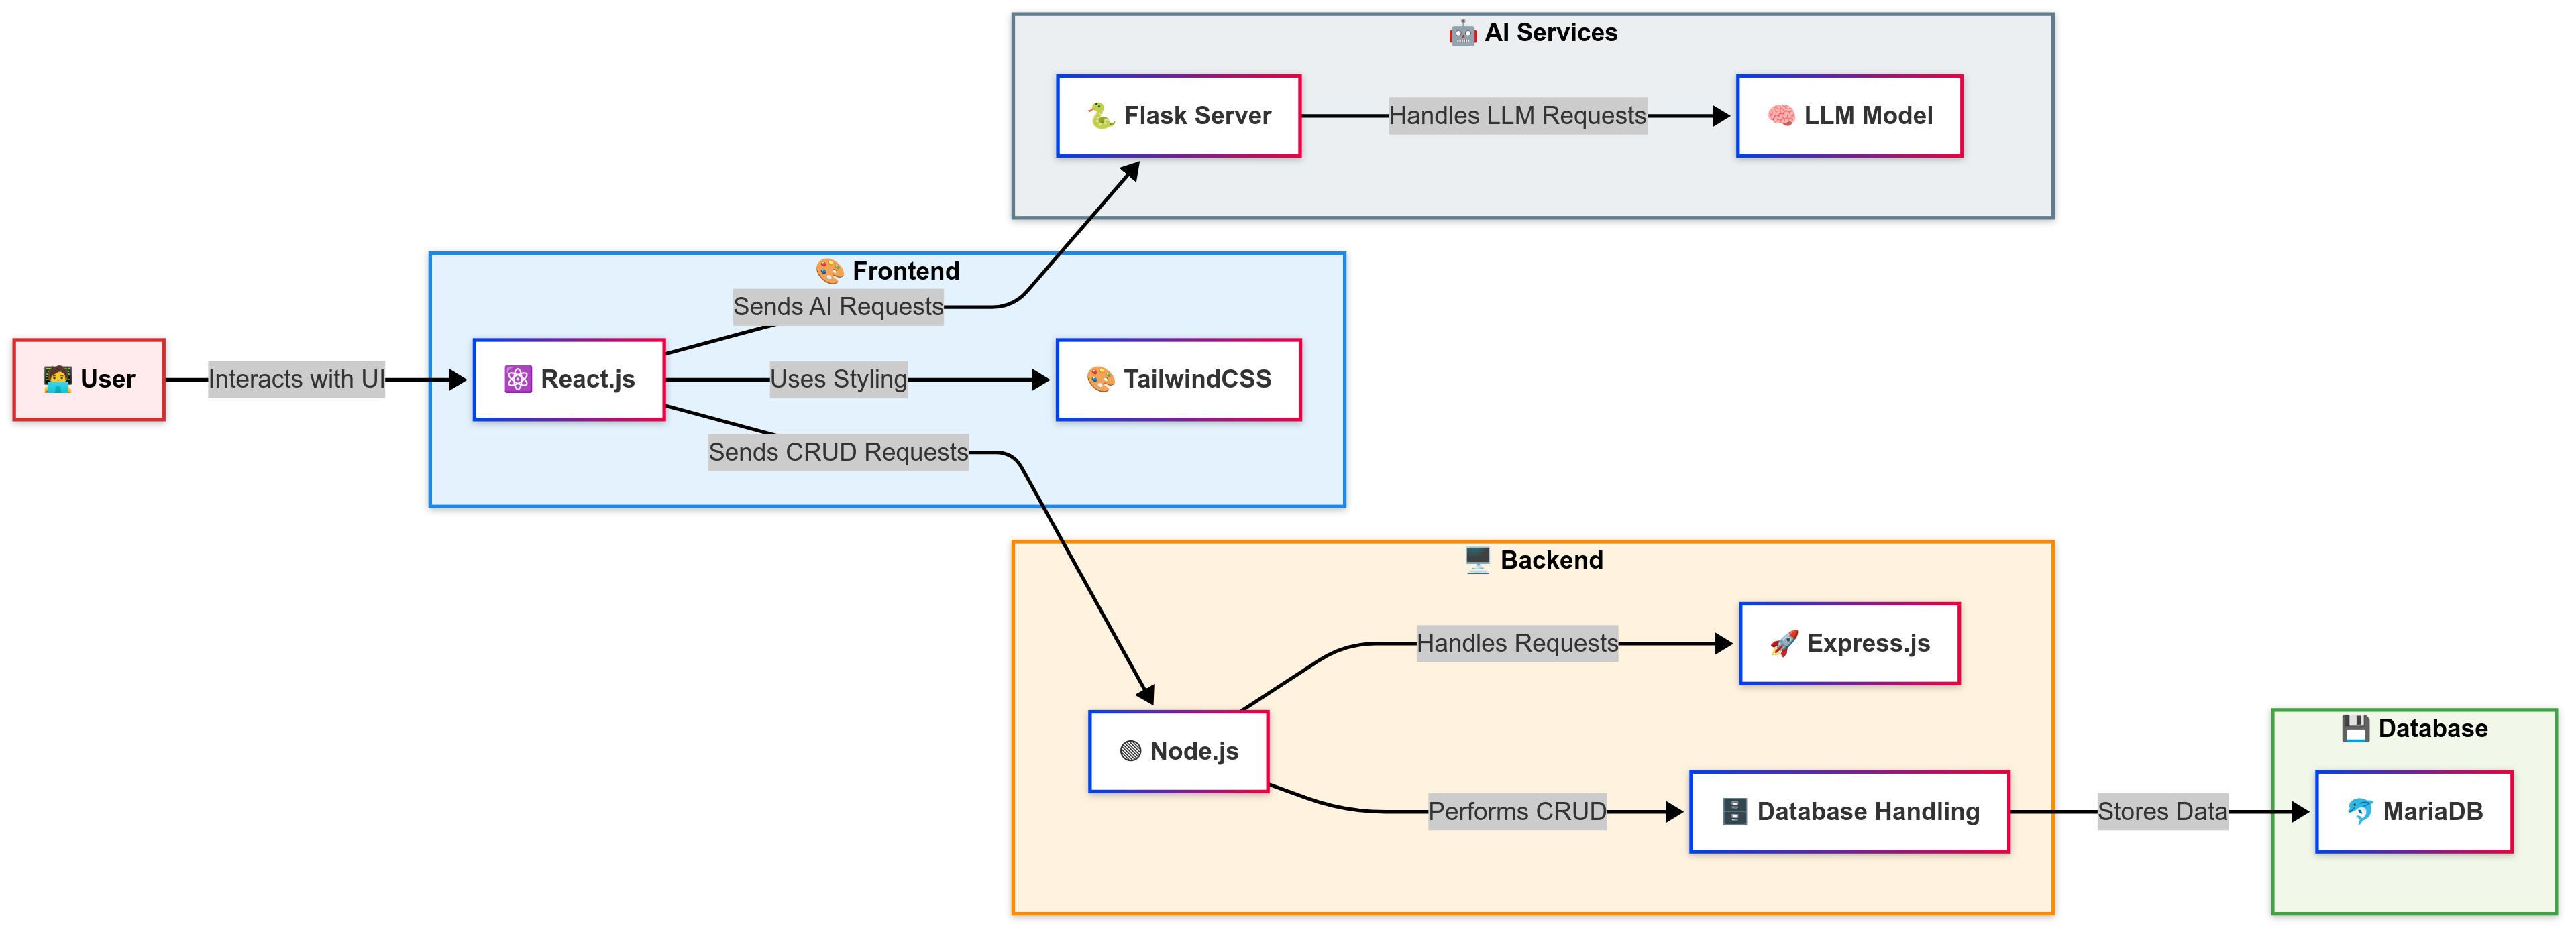 🤖 AI Services
🐍 Flask Server
Handles LLM Requests
🧠 LLM Model
🎨 Frontend
Sends AI Requests
🧑‍💻 User
Interacts with UI
⚛️ React.js
Uses Styling
🎨 TailwindCSS
Sends CRUD Requests
🖥️ Backend
Handles Requests
🚀 Express.js
🟢 Node.js
Performs CRUD
🗄️ Database Handling
Stores Data
💾 Database
🐬 MariaDB